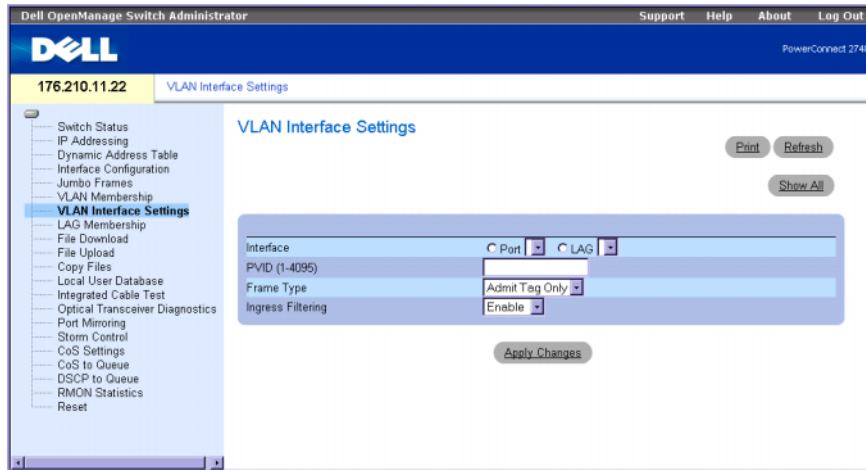 Dell OpenManage Switch Administrator
Support Help About Log Out
DELL
PowerConnect 2748
176.210.11.22
VLAN Interface Settings
Switch Status
IP Addressing
Dynamic Address Table
Interface Configuration
Jumbo Frames
VLAN Membership
VLAN Interface Settings
LAG Membership
File Download
File Upload
Copy Files
Local User Database
Integrated Cable Test
Optical Transceiver Diagnostics
Port Mirroring
Storm Control
CoS Settings
CoS to Queue
DSCP to Queue
RMON Statistics
Reset
VLAN Interface Settings
Print Refresh
Show All
Interface Port LAG
PVID (1-4095)
Frame Type Admit Tag Only
Ingress Filtering Enable
Apply Changes